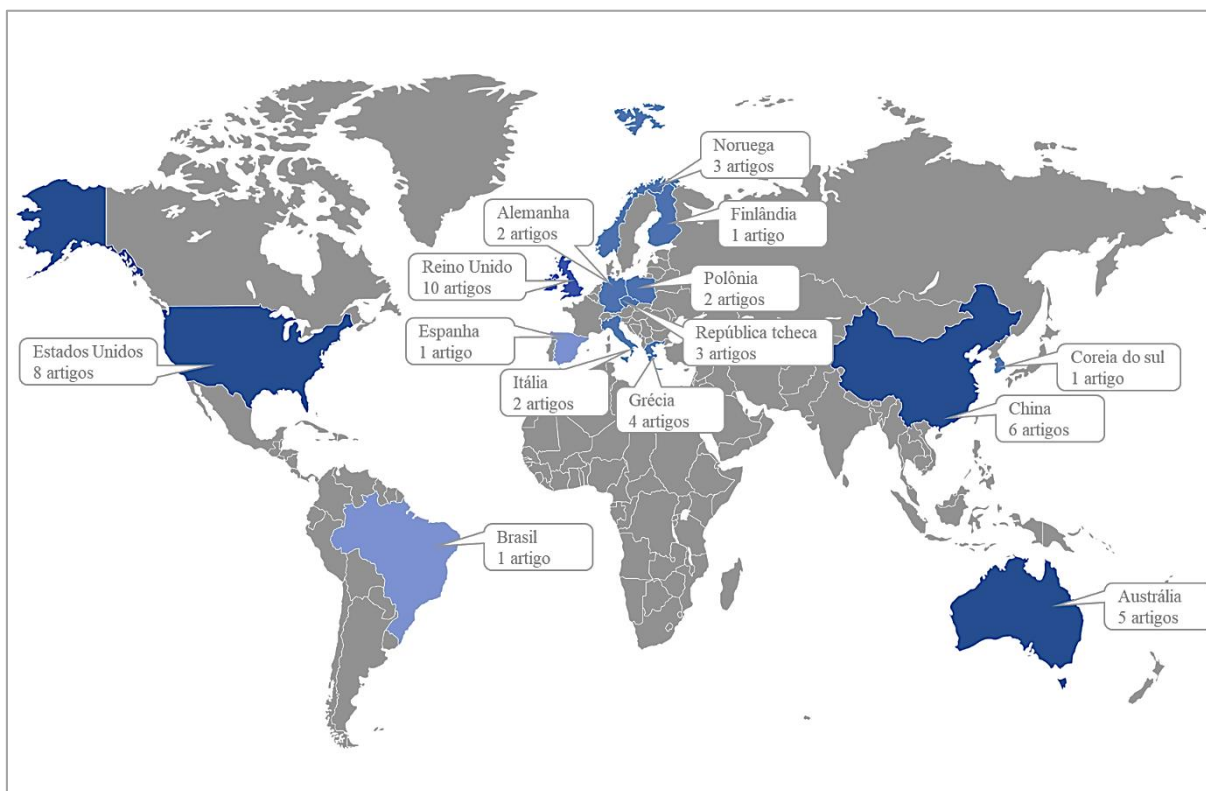 Noruega
3 artigos
Alemanha
2 artigos
Finlândia
1 artigo
Reino Unido
10 artigos
Polônia
2 artigos
Espanha
1 artigo
República tcheca
3 artigos
Estados Unidos
8 artigos
Coreia do sul
1 artigo
Itália
2 artigos
Grécia
4 artigos
China
6 artigos
Brasil
1 artigo
Austrália
5 artigos